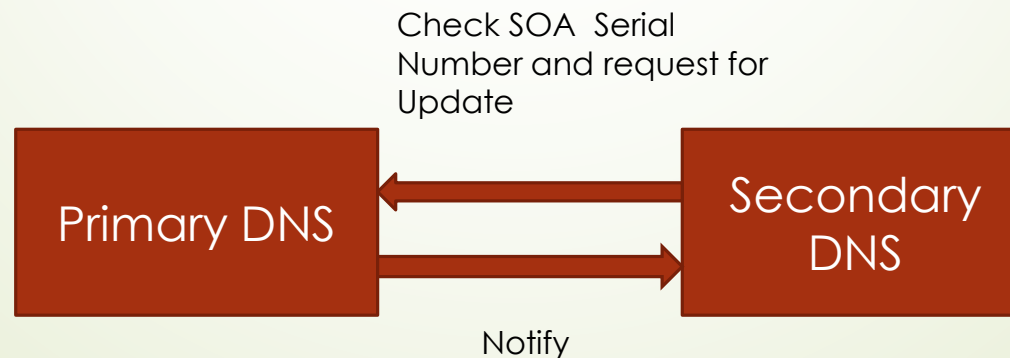 Check SOA  Serial
Number and request for
Update
Primary DNS
Secondary
DNS
Notify